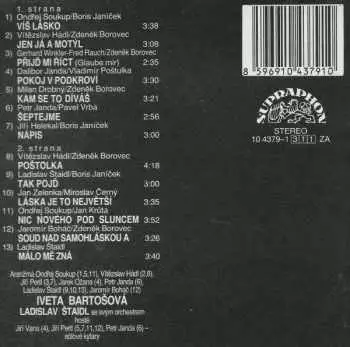 1. strana
1) Ondřej Soukup/Boris Janíček
VÍŠ LÁSKO 3:38
2) Vítězslav Hádl/Zdeněk Borovec
JEN JÁ A MOTÝL 3:08
3) Gerhard Winkler-Fred Rauch/Zdeněk Borovec
PŘIJĎ MI ŘÍCT (Glaube mir) 2:35
4) Dalibor Janda/Vladimír Poštulka
POKOJ V PODKROVÍ 3:30
5) Milan Drobný/Zdeněk Borovec
KAM SE TO DÍVÁŠ 3:21
6) Petr Janda/Pavel Vrba
ŠEPTEJME 3:50
7) Jiří Helekal/Boris Janíček
NÁPIS 3:00
2. strana
8) Vítězslav Hádl/Zdeněk Borovec
POŠTOLKA 4:18
9) Ladislav Štaidl/Boris Janíček
TAK POJĎ 3:00
10) Jan Zelenka/Miroslav Černý
LÁSKA JE TO NEJVĚTŠÍ 3:15
11) Ondřej Soukup/Jan Krůta
NIC NOVÉHO POD SLUNCEM 3:52
12) Jaromír Boháč/Zdeněk Borovec
SOUD NAD SAMOHLÁSKOU A 3:26
13) Ladislav Štaidl
MÁLO MĚ ZNÁ 3:40
Aranžmá Ondřej Soukup (1,5,11), Vítězslav Hádl (2,8),
Jiří Pertl (3,7), Jarek Ožana (4), Petr Janda (6),
Ladislav Štaidl (9,10,13), Jaromír Boháč (12)
IVETA BARTOŠOVÁ
LADISLAV ŠTAIDL se svým orchestrem
hosté
Jiří Vana (4), Jiří Pertl (5,7,11,12), Petr Janda (6) –
sólové kytary
8 596910 437910
SUPRAPHON
STEREO
10 4379-1 311 ZA